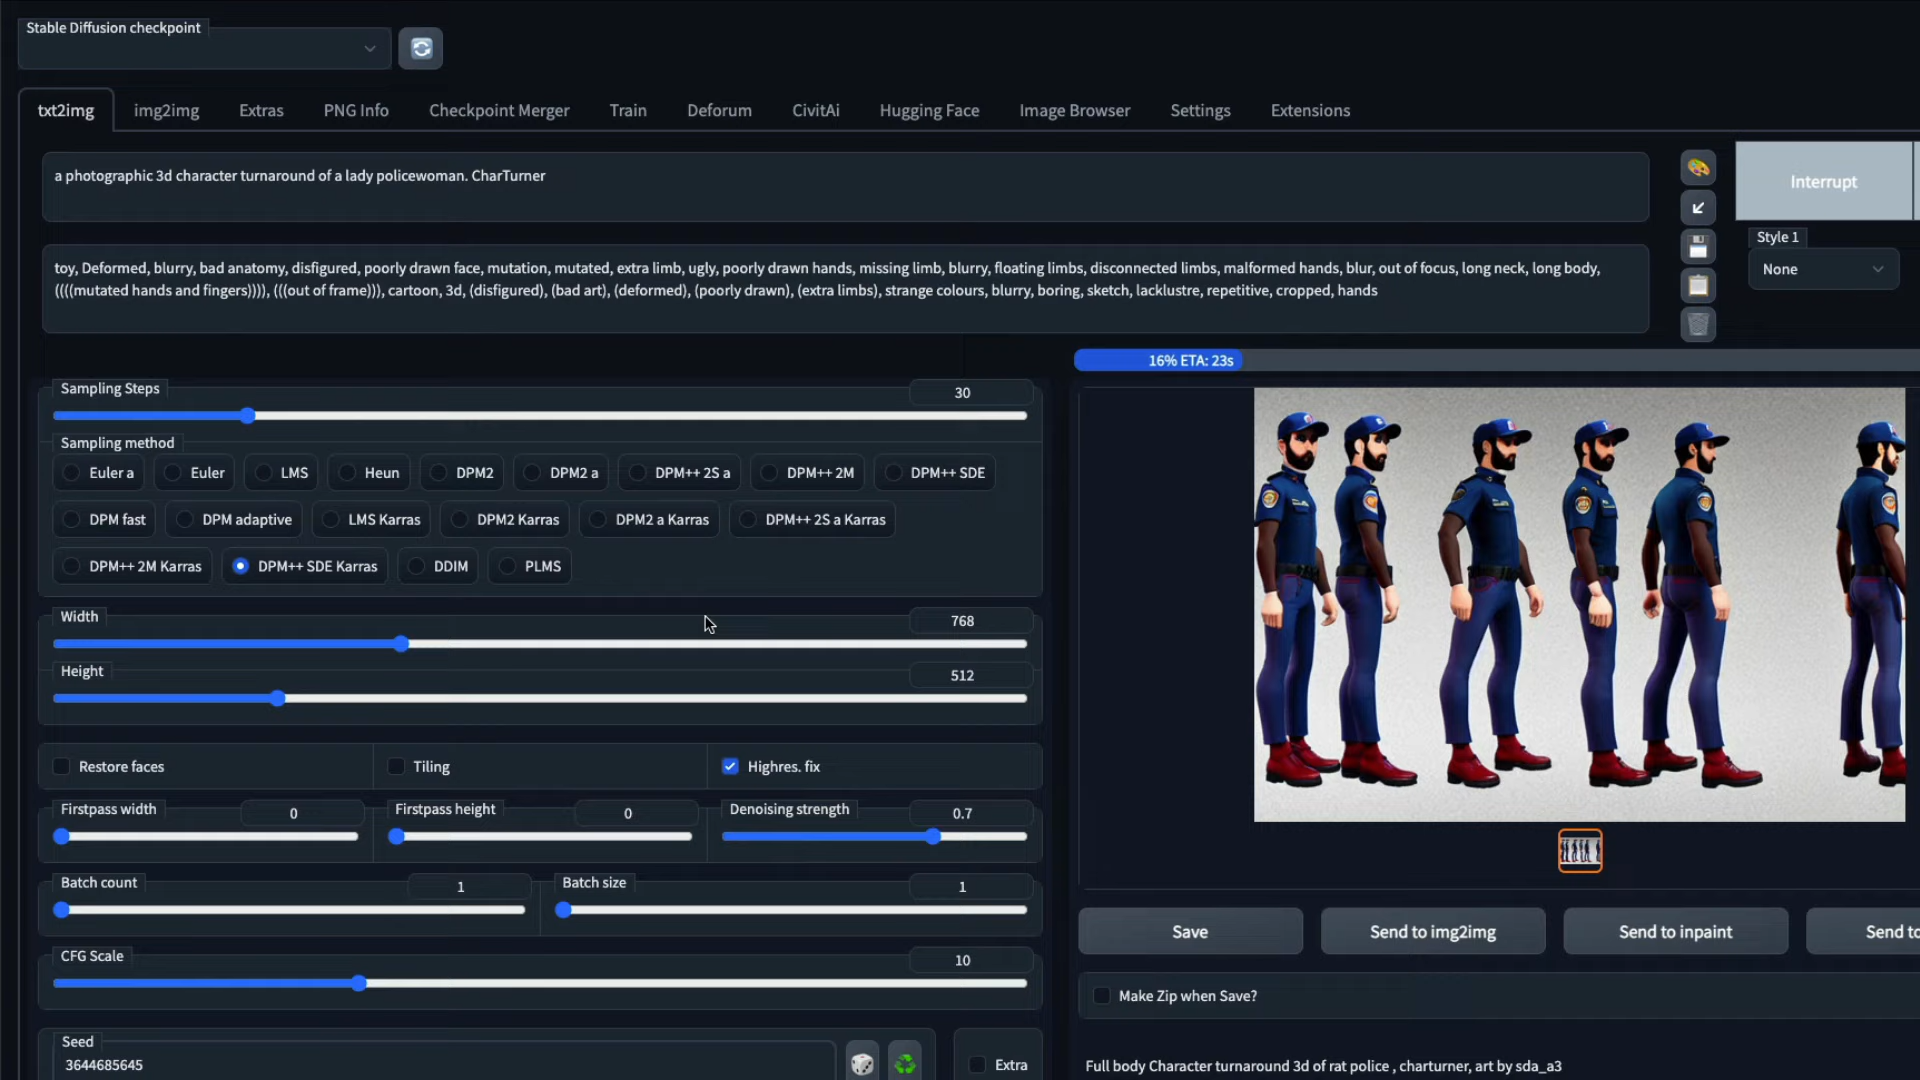 Stable Diffusion checkpoint
txt2img img2img Extras PNG Info Checkpoint Merger Train Deforum CivitAi Hugging Face Image Browser Settings Extensions
a photographic 3d character turnaround of a lady policewoman. CharTurner
Interrupt
toy, Deformed, blurry, bad anatomy, disfigured, poorly drawn face, mutation, mutated, extra limb, ugly, poorly drawn hands, missing limb, blurry, floating limbs, disconnected limbs, malformed hands, blur, out of focus, long neck, long body,
((((mutated hands and fingers)))), (((out of frame))), cartoon, 3d, (disfigured), (bad art), (deformed), (poorly drawn), (extra limbs), strange colours, blurry, boring, sketch, lacklustre, repetitive, cropped, hands
Style 1
None
16% ETA: 23s
Sampling Steps 30
Sampling method
Euler a Euler LMS Heun DPM2 DPM2 a DPM++ 2S a DPM++ 2M DPM++ SDE
DPM fast DPM adaptive LMS Karras DPM2 Karras DPM2 a Karras DPM++ 2S a Karras
DPM++ 2M Karras DPM++ SDE Karras DDIM PLMS
Width 768
Height 512
Restore faces Tiling Highres. fix
Firstpass width 0 Firstpass height 0 Denoising strength 0.7
Batch count 1 Batch size 1
CFG Scale 10
Seed
3644685645
Extra
Save Send to img2img Send to inpaint Send to
Make Zip when Save?
Full body Character turnaround 3d of rat police , charturner, art by sda_a3